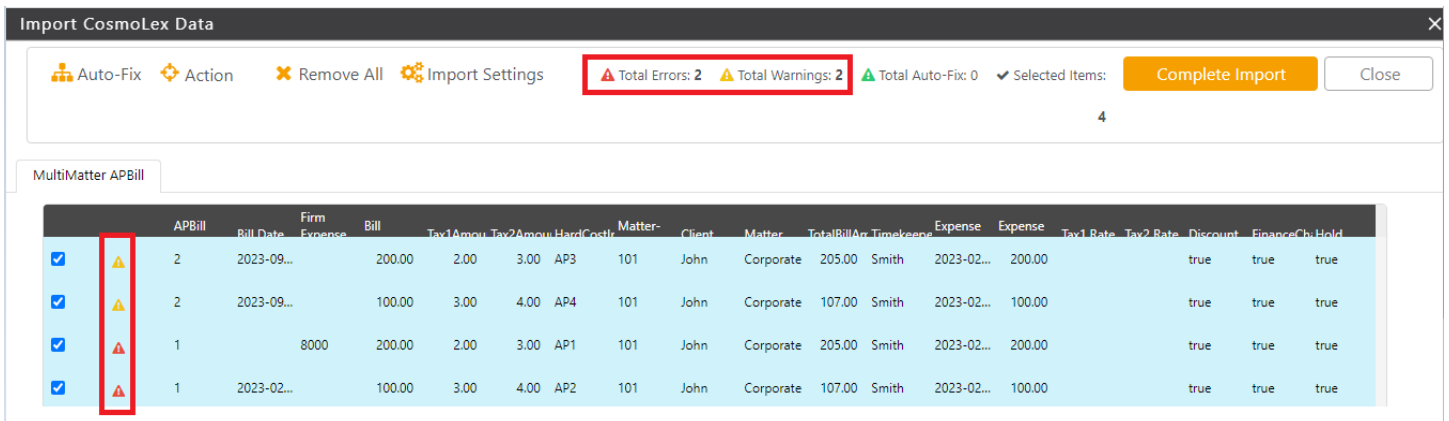 Import CosmoLex Data
Auto-Fix Action Remove All Import Settings Total Errors: 2 Total Warnings: 2 Total Auto-Fix: 0 Selected Items: Complete Import Close
4
MultiMatter APBill
APBill Bill Date Firm Expense Bill Tax1Amou Tax2Amou HardCostIr Matter- Client Matter TotalBillAm Timekeepe Expense Expense Tax1 Rate Tax2 Rate Discount FinanceCh Hold
2 2023-09... 200.00 2.00 3.00 AP3 101 John Corporate 205.00 Smith 2023-02... 200.00 true true true
2 2023-09... 100.00 3.00 4.00 AP4 101 John Corporate 107.00 Smith 2023-02... 100.00 true true true
1 8000 200.00 2.00 3.00 AP1 101 John Corporate 205.00 Smith 2023-02... 200.00 true true true
1 2023-02... 100.00 3.00 4.00 AP2 101 John Corporate 107.00 Smith 2023-02... 100.00 true true true